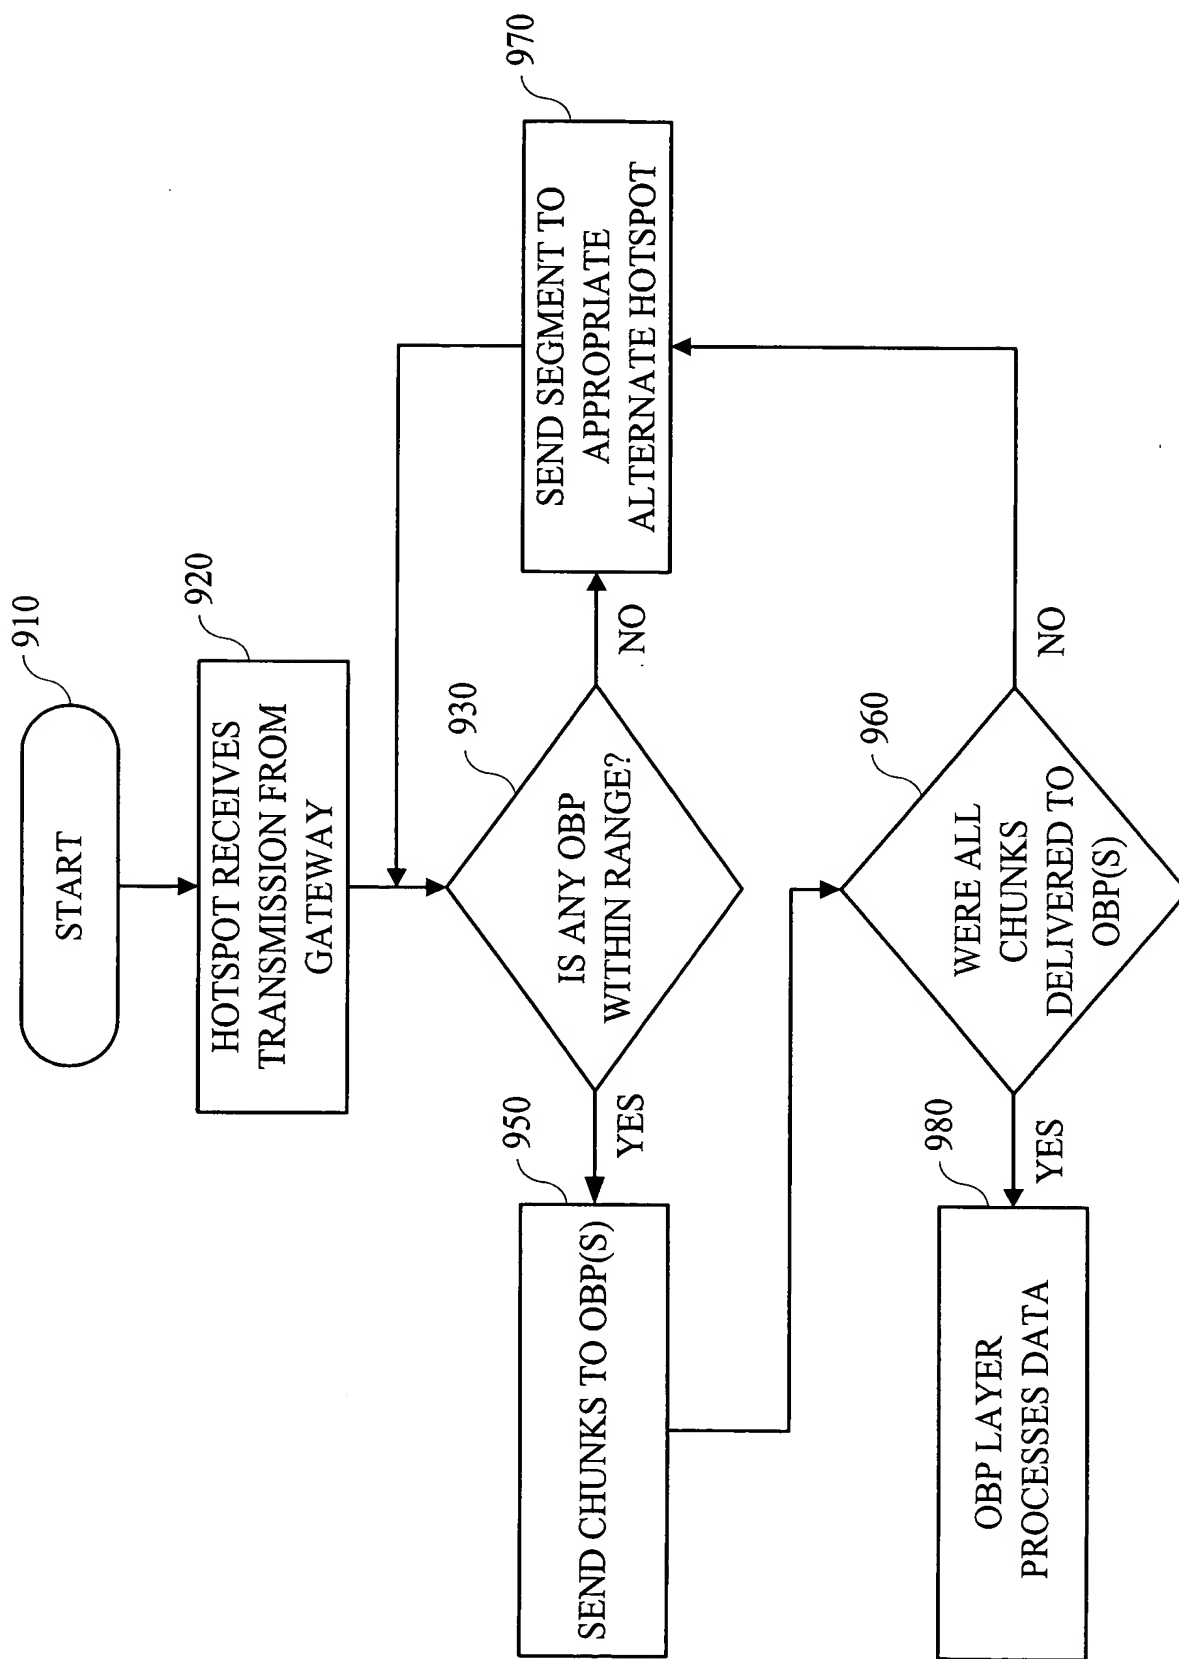 910
START
920
HOTSPOT RECEIVES
TRANSMISSION FROM
GATEWAY
930
IS ANY OBP
WITHIN RANGE?
NO
YES
970
SEND SEGMENT TO
APPROPRIATE
ALTERNATE HOTSPOT
950
SEND CHUNKS TO OBP(S)
960
WERE ALL
CHUNKS
DELIVERED TO
OBP(S)
NO
YES
980
OBP LAYER
PROCESSES DATA